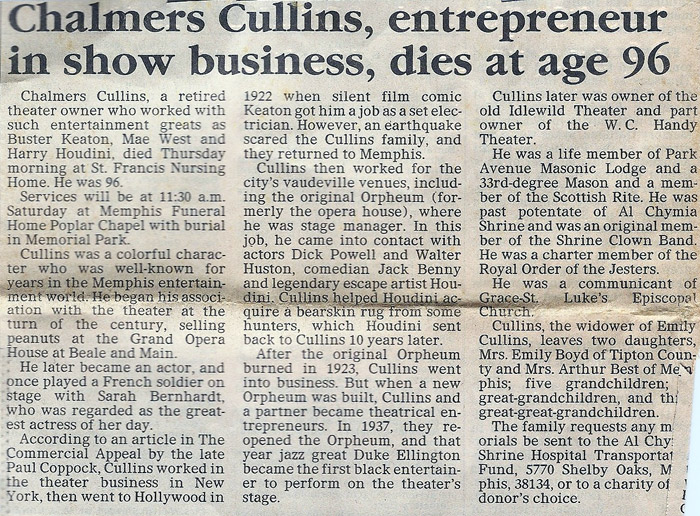 Chalmers Cullins, entrepreneur
in show business, dies at age 96
Chalmers Cullins, a retired
theater owner who worked with
such entertainment greats as
Buster Keaton, Mae West and
Harry Houdini, died Thursday
morning at St. Francis Nursing
Home. He was 96.
Services will be at 11:30 a.m.
Saturday at Memphis Funeral
Home Poplar Chapel with burial
in Memorial Park.
Cullins was a colorful charac-
ter who was well-known for
years in the Memphis entertain-
ment world. He began his associ-
ation with the theater at the
turn of the century, selling
peanuts at the Grand Opera
House at Beale and Main.
He later became an actor, and
once played a French soldier on
stage with Sarah Bernhardt,
who was regarded as the great-
est actress of her day.
According to an article in The
Commercial Appeal by the late
Paul Coppock, Cullins worked in
the theater business in New
York, then went to Hollywood in
1922 when silent film comic
Keaton got him a job as a set elec-
trician. However, an earthquake
scared the Cullins family, and
they returned to Memphis.
Cullins then worked for the
city's vaudeville venues, includ-
ing the original Orpheum (for-
merly the opera house), where
he was stage manager. In this
job, he came into contact with
actors Dick Powell and Walter
Huston, comedian Jack Benny
and legendary escape artist Hou-
dini. Cullins helped Houdini ac-
quire a bearskin rug from some
hunters, which Houdini sent
back to Cullins 10 years later.
After the original Orpheum
burned in 1923, Cullins went
into business. But when a new
Orpheum was built, Cullins and
a partner became theatrical en-
trepreneurs. In 1937, they re-
opened the Orpheum, and that
year jazz great Duke Ellington
became the first black entertain-
er to perform on the theater's
stage.
Cullins later was owner of the
old Idlewild Theater and part
owner of the W.C. Handy
Theater.
He was a life member of Park
Avenue Masonic Lodge and a
33rd-degree Mason and a mem-
ber of the Scottish Rite. He was
past potentate of Al Chymia
Shrine and was an original mem-
ber of the Shrine Clown Band.
He was a charter member of the
Royal Order of the Jesters.
He was a communicant of
Grace-St. Luke's Episcopal
Church.
Cullins, the widower of Emily
Cullins, leaves two daughters,
Mrs. Emily Boyd of Tipton Coun-
ty and Mrs. Arthur Best of Me
phis; five grandchildren;
great-grandchildren, and th
great-great-grandchildren.
The family requests any m
orials be sent to the Al Chy
Shrine Hospital Transporta
Fund, 5770 Shelby Oaks, M
phis, 38134, or to a charity of
donor's choice.